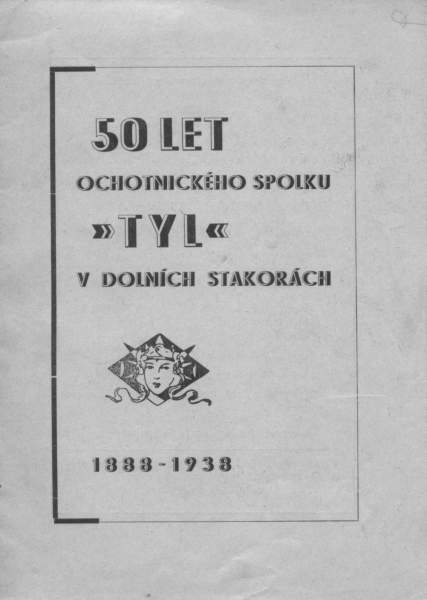 50 LET
OCHOTNICKÉHO SPOLKU
»TYL«
V DOLNÍCH STAKORÁCH
1888-1938